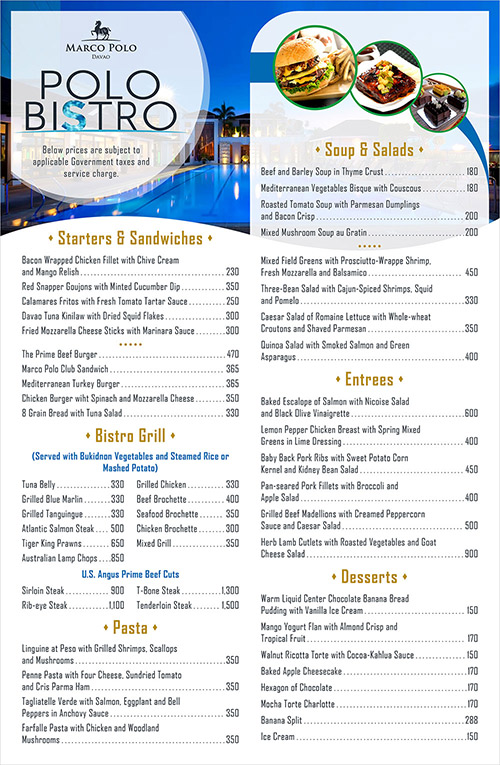 MARCO POLO
DAVAO
POLO
BISTRO
Below prices are subject to
applicable Government taxes and
service charge.
♦ Starters & Sandwiches ♦
Bacon Wrapped Chicken Fillet with Chive Cream
and Mango Relish 230
Red Snapper Goujons with Minted Cucumber Dip 350
Calamares Fritos with Fresh Tomato Tartar Sauce 250
Davao Tuna Kinilaw with Dried Squid Flakes 300
Fried Mozzarella Cheese Sticks with Marinara Sauce 300
The Prime Beef Burger 470
Marco Polo Club Sandwich 365
Mediterranean Turkey Burger 365
Chicken Burger wiht Spinach and Mozzarella Cheese 350
8 Grain Bread with Tuna Salad 330
♦ Bistro Grill ♦
(Served with Bukidnon Vegetables and Steamed Rice or
Mashed Potato)
Tuna Belly 330 Grilled Chicken 330
Grilled Blue Marlin 330 Beef Brochette 400
Grilled Tanguingue 330 Seafood Brochette 350
Atlantic Salmon Steak 500 Chicken Brochette 300
Tiger King Prawns 650 Mixed Grill 350
Australian Lamp Chops 850
U.S. Angus Prime Beef Cuts
Sirloin Steak 900 T-Bone Steak 1,300
Rib-eye Steak 1,100 Tenderloin Steak 1,500
♦ Pasta ♦
Linguine at Peso with Grilled Shrimps, Scallops
and Mushrooms 350
Penne Pasta with Four Cheese, Sundried Tomato
and Cris Parma Ham 350
Tagliatelle Verde with Salmon, Eggplant and Bell
Peppers in Anchovy Sauce 350
Farfalle Pasta with Chicken and Woodland
Mushrooms 350
♦ Soup & Salads ♦
Beef and Barley Soup in Thyme Crust 180
Mediterranean Vegetables Bisque with Couscous 180
Roasted Tomato Soup with Parmesan Dumplings
and Bacon Crisp 200
Mixed Mushroom Soup au Gratin 200
Mixed Field Greens with Prosciutto-Wrappe Shrimp,
Fresh Mozzarella and Balsamico 450
Three-Bean Salad with Cajun-Spiced Shrimps, Squid
and Pomelo 330
Caesar Salad of Romaine Lettuce with Whole-wheat
Croutons and Shaved Parmesan 350
Quinoa Salad with Smoked Salmon and Green
Asparagus 400
♦ Entrees ♦
Baked Escalope of Salmon with Nicoise Salad
and Black Olive Vinaigrette 600
Lemon Pepper Chicken Breast with Spring Mixed
Greens in Lime Dressing 400
Baby Back Pork Ribs with Sweet Potato Corn
Kernel and Kidney Bean Salad 450
Pan-seared Pork Fillets with Broccoli and
Apple Salad 400
Grilled Beef Madellions with Creamed Peppercorn
Sauce and Caesar Salad 500
Herb Lamb Cutlets with Roasted Vegetables and Goat
Cheese Salad 900
♦ Desserts ♦
Warm Liquid Center Chocolate Banana Bread
Pudding with Vanilla Ice Cream 150
Mango Yogurt Flan with Almond Crisp and
Tropical Fruit 170
Walnut Ricotta Torte with Cocoa-Kahlua Sauce 150
Baked Apple Cheesecake 170
Hexagon of Chocolate 170
Mocha Torte Charlotte 170
Banana Split 288
Ice Cream 150